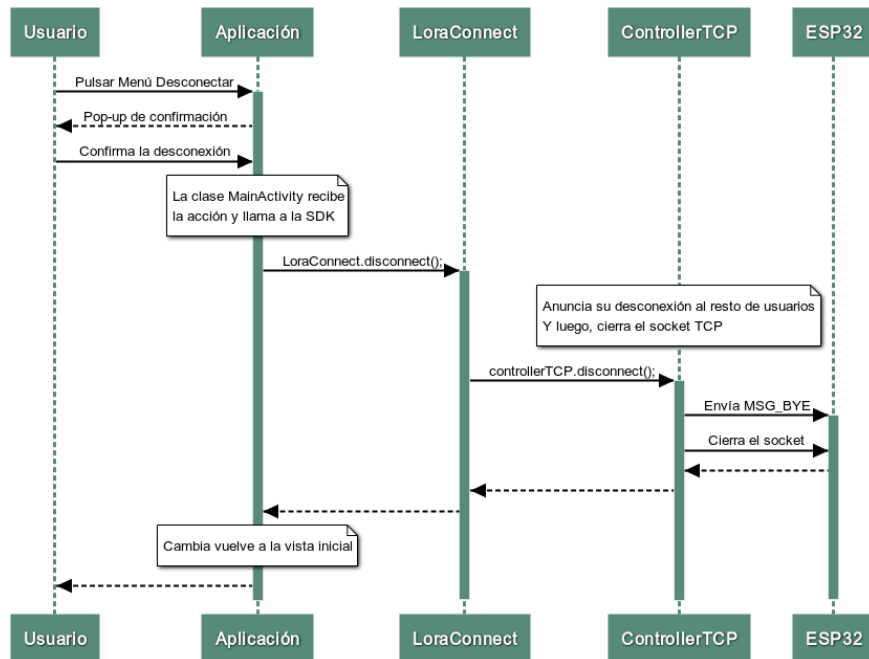 Usuario
Aplicación
LoraConnect
ControllerTCP
ESP32
Pulsar Menú Desconectar
Pop-up de confirmación
Confirma la desconexión
La clase MainActivity recibe
la acción y llama a la SDK
LoraConnect.disconnect();
Anuncia su desconexión al resto de usuarios
Y luego, cierra el socket TCP
controllerTCP.disconnect();
Envía MSG_BYE
Cierra el socket
Cambia vuelve a la vista inicial
Usuario
Aplicación
LoraConnect
ControllerTCP
ESP32